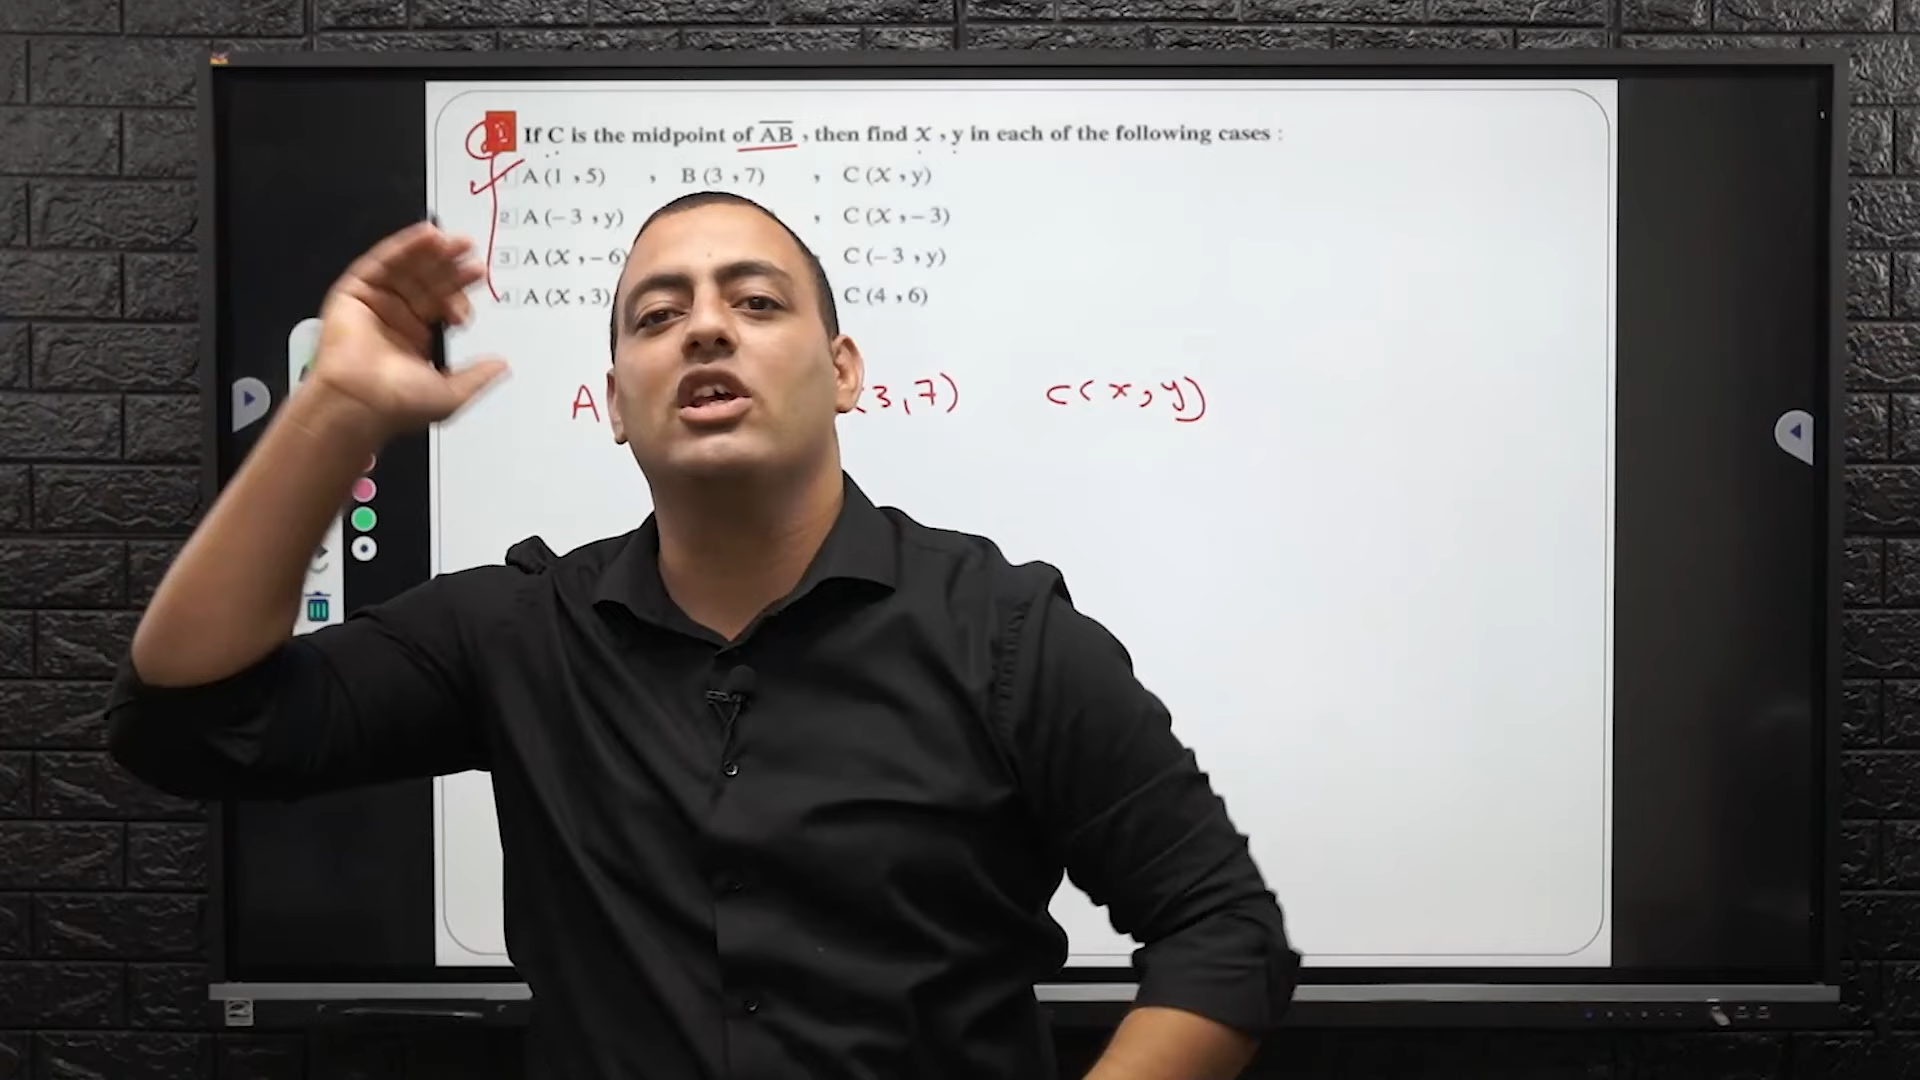 If C is the midpoint of AB , then find X , y in each of the following cases :
1 A (1 , 5) , B (3 , 7) , C (X , y)
2 A (– 3 , y) , C (X , – 3)
3 A (X , – 6) , C (– 3 , y)
4 A (X , 3) C (4 , 6)
A (3,7) C(x,y)